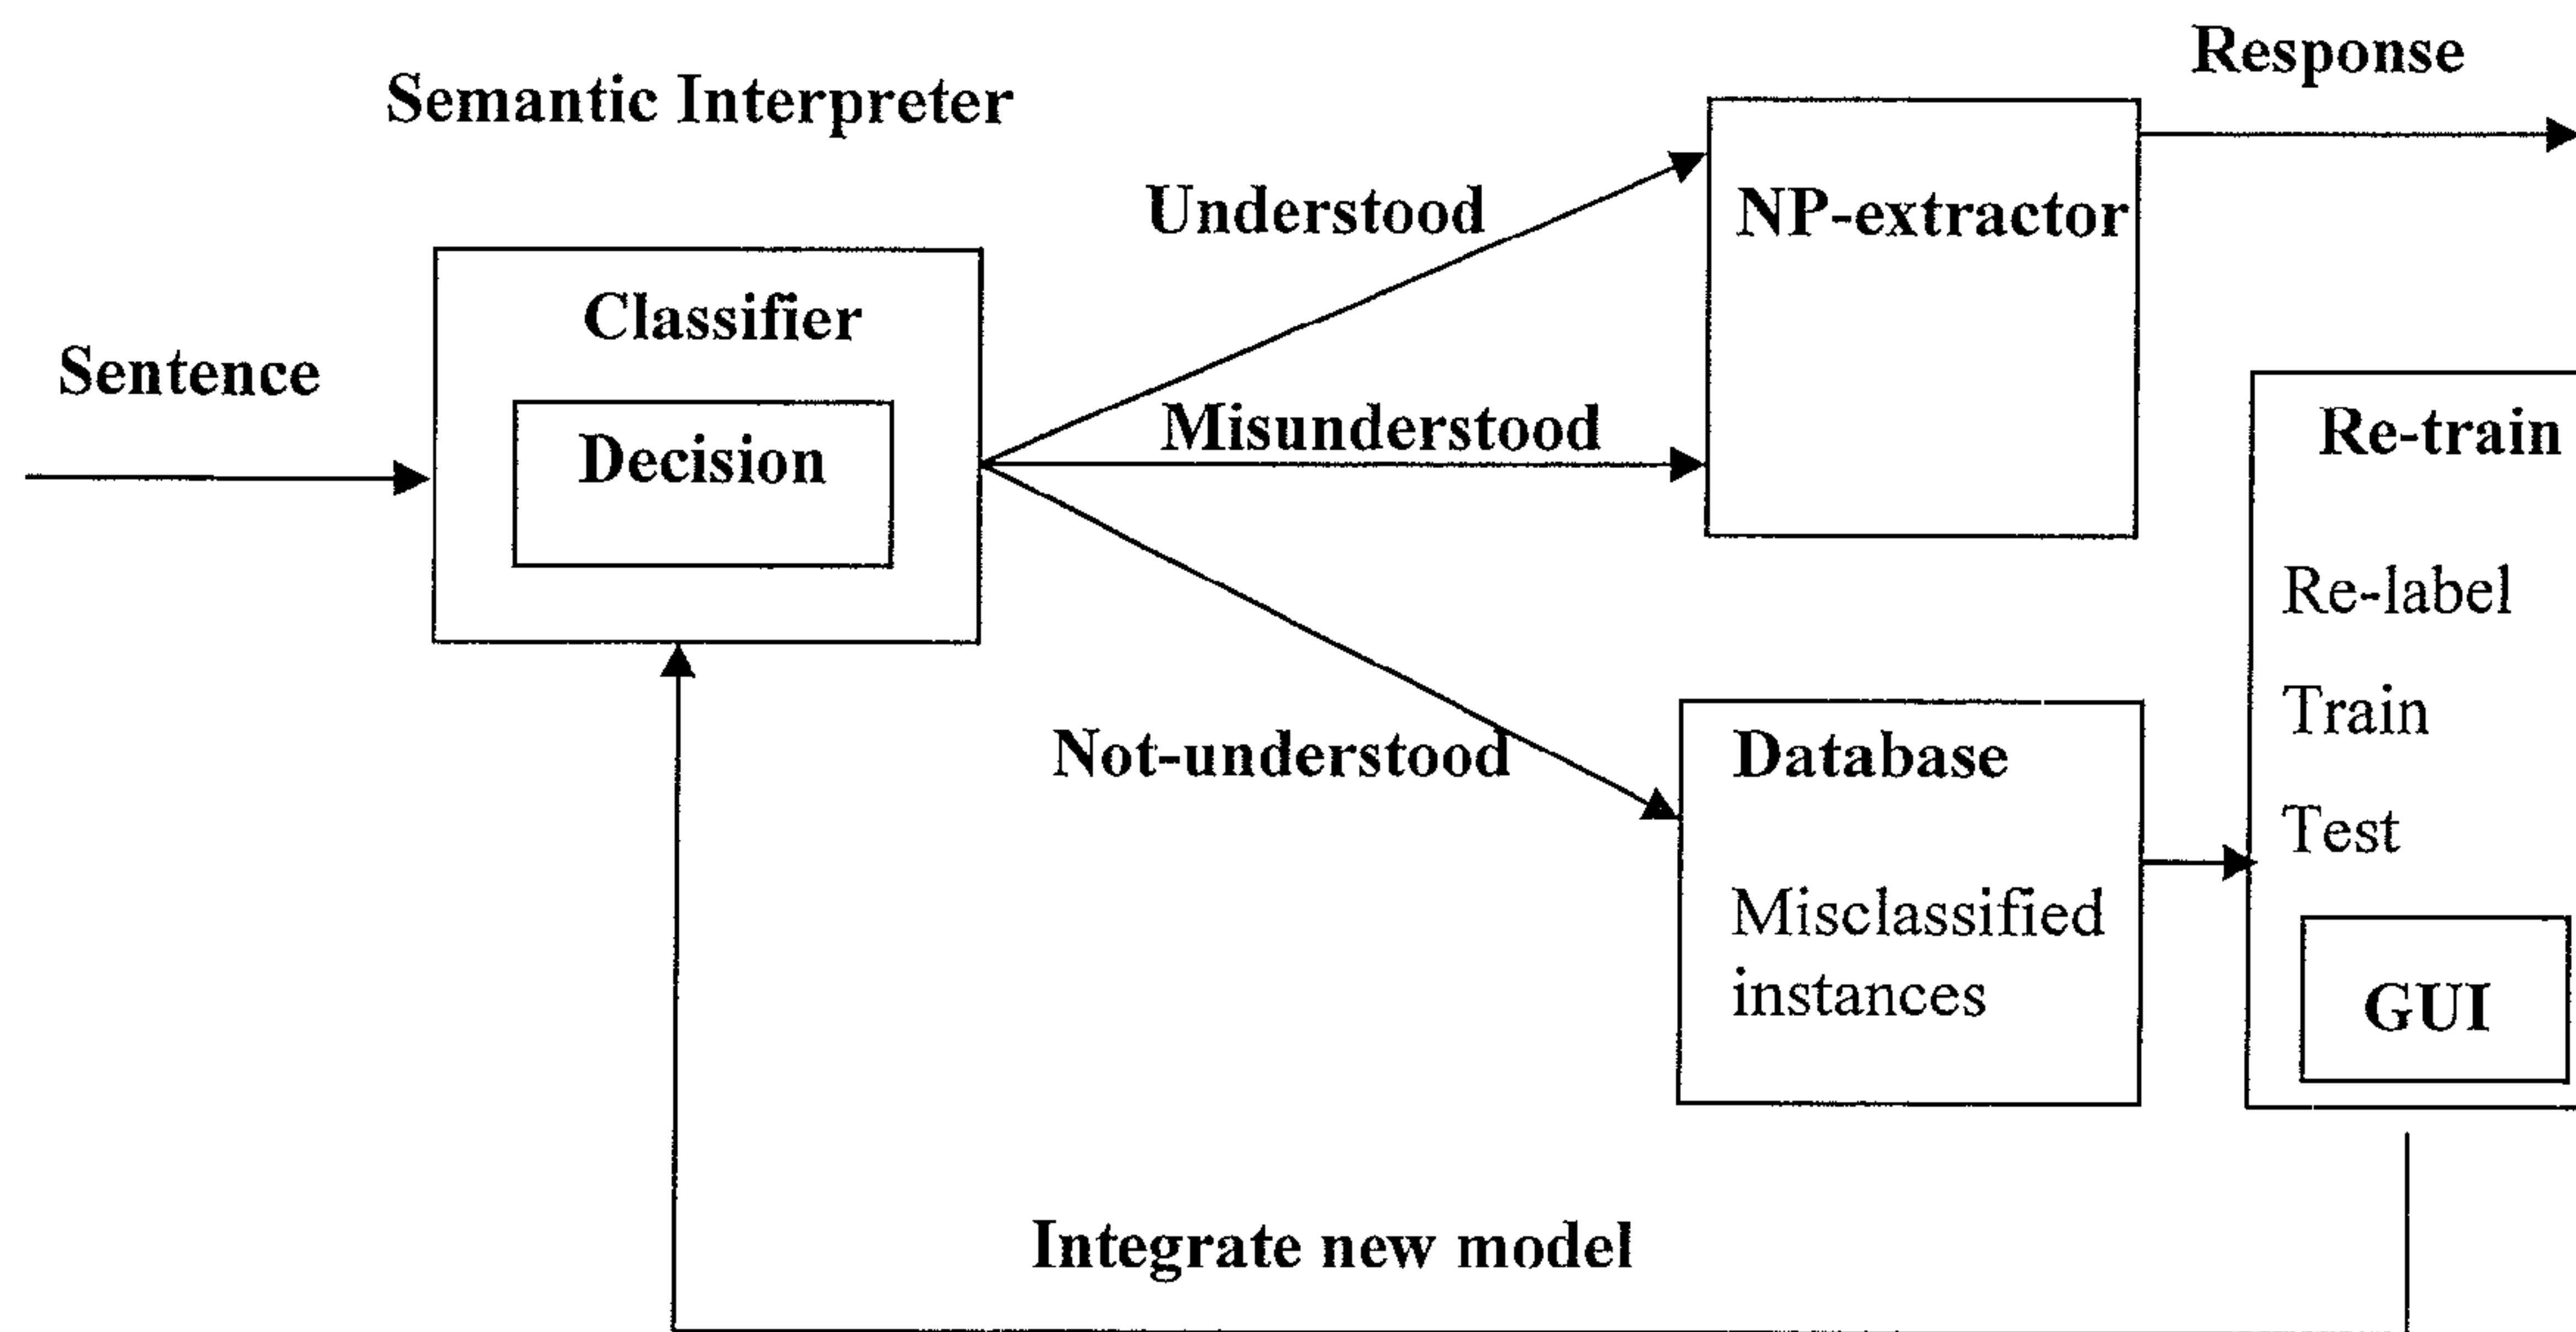 Response
Semantic Interpreter
Understood
NP-extractor
Classifier
Sentence
Decision
Misunderstood
Re-train
Re-label
Train
Test
Not-understood
Database
Misclassified
instances
GUI
Integrate new model